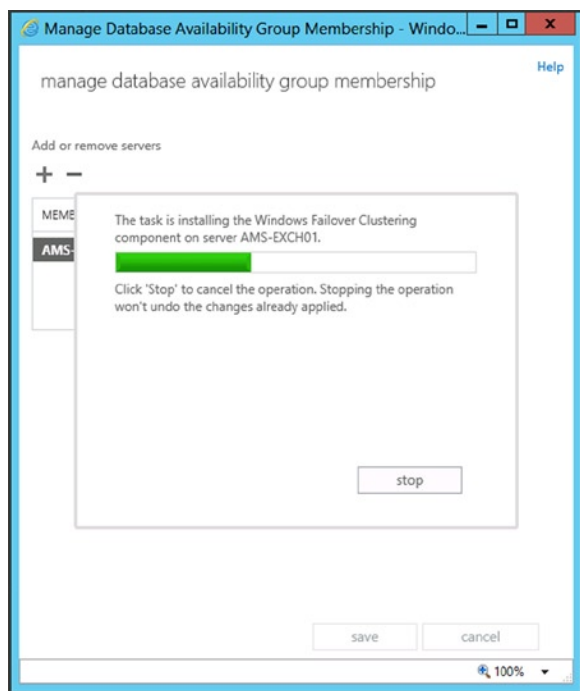 Manage Database Availability Group Membership - Windo...
Help
manage database availability group membership
Add or remove servers
MEMB
AMS-
The task is installing the Windows Failover Clustering
component on server AMS-EXCH01.
Click 'Stop' to cancel the operation. Stopping the operation
won't undo the changes already applied.
stop
save
cancel
100%